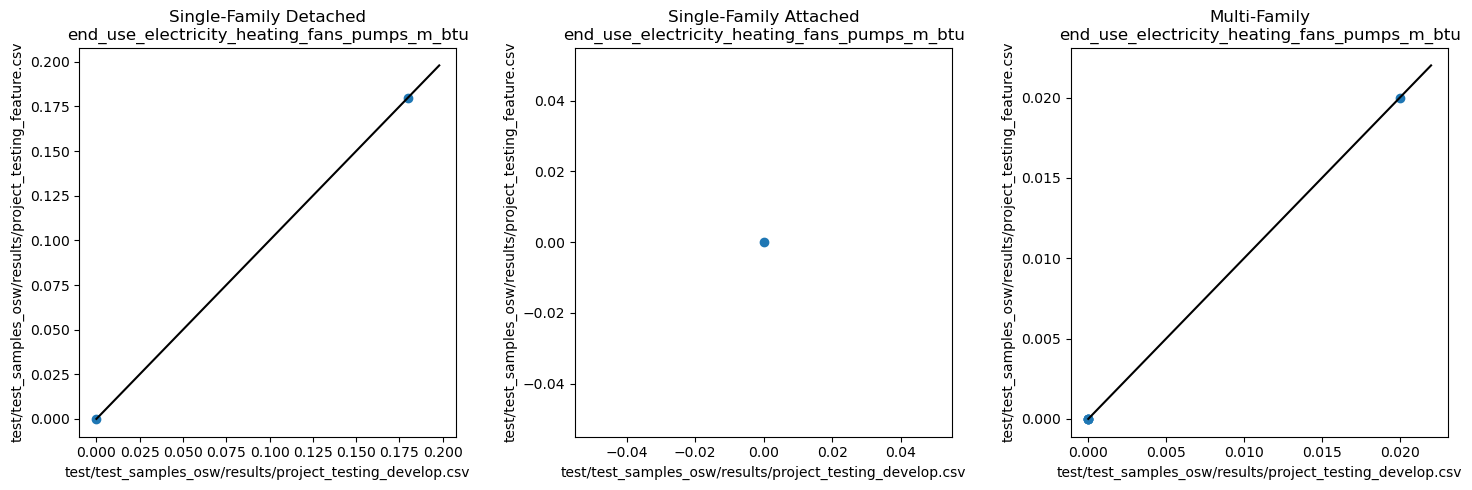 Single-Family Detached
end_use_electricity_heating_fans_pumps_m_btu
test/test_samples_osw/results/project_testing_feature.csv
0.200
0.175
0.150
0.125
0.100
0.075
0.050
0.025
0.000
0.000 0.025 0.050 0.075 0.100 0.125 0.150 0.175 0.200
test/test_samples_osw/results/project_testing_develop.csv
Single-Family Attached
end_use_electricity_heating_fans_pumps_m_btu
test/test_samples_osw/results/project_testing_feature.csv
0.04
0.02
0.00
−0.02
−0.04
−0.04 −0.02 0.00 0.02 0.04
test/test_samples_osw/results/project_testing_develop.csv
Multi-Family
end_use_electricity_heating_fans_pumps_m_btu
test/test_samples_osw/results/project_testing_feature.csv
0.020
0.015
0.010
0.005
0.000
0.000 0.005 0.010 0.015 0.020
test/test_samples_osw/results/project_testing_develop.csv